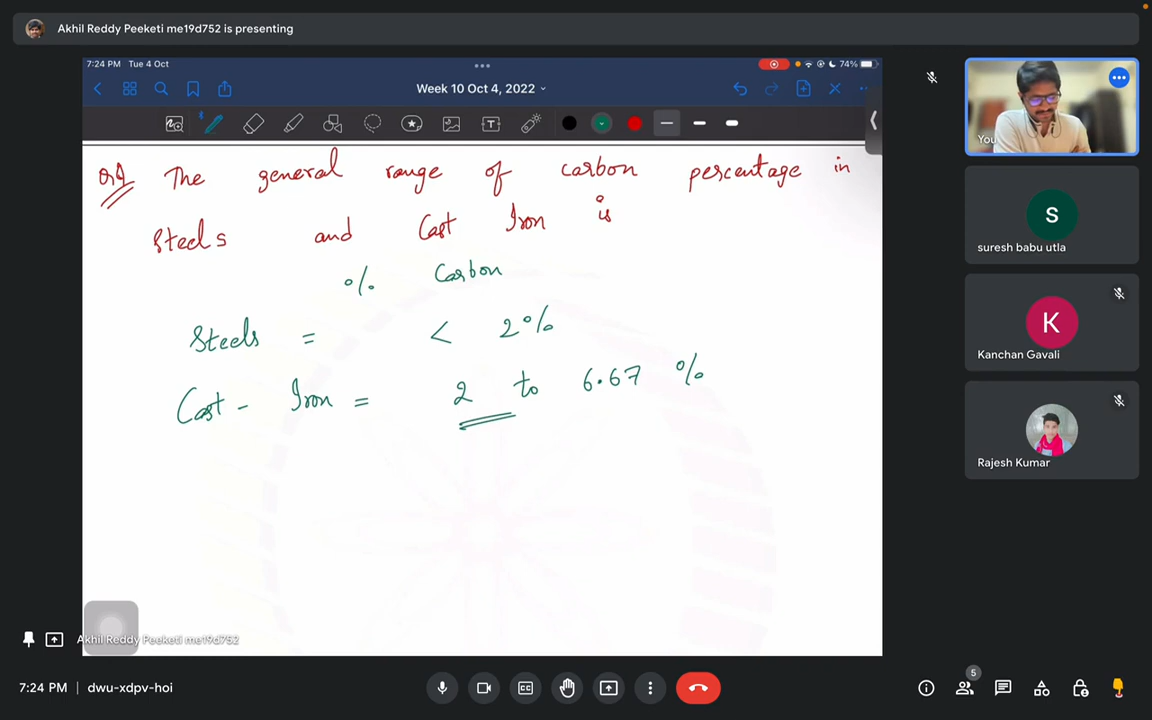 Akhil Reddy Peeketi me19d752 is presenting
7:24 PM Tue 4 Oct
74%
Week 10 Oct 4, 2022
The general range of carbon percentage in
Steels and Cast Iron is
% Carbon
Steels = < 2%
Cast - Iron = 2 to 6.67 %
You
S
suresh babu utla
K
Kanchan Gavali
Rajesh Kumar
Akhil Reddy Peeketi me19d752
7:24 PM | dwu-xdpv-hoi
5